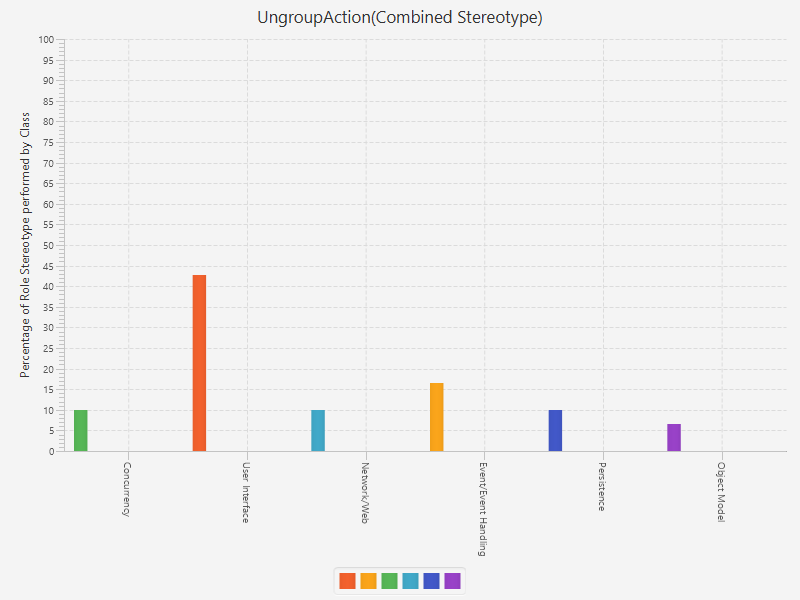 UngroupAction(Combined Stereotype)
Percentage of Role Stereotype performed by Class
100
95
90
85
80
75
70
65
60
55
50
45
40
35
30
25
20
15
10
5
0
Concurrency
User Interface
Network/Web
Event/Event Handling
Persistence
Object Model